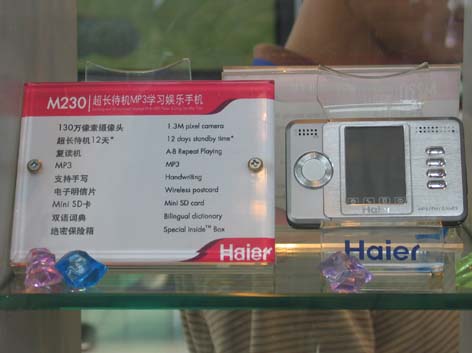 M230 超长待机MP3学习娱乐手机
130万像素摄像头 1.3M pixel camera
超长待机12天* 12 days standby time*
复读机 A-B Repeat Playing
MP3 MP3
支持手写 Handwriting
电子明信片 Wireless postcard
Mini SD卡 Mini SD card
双语词典 Bilingual dictionary
绝密保险箱 Special inside™ Box
Haier
Haier
Haier